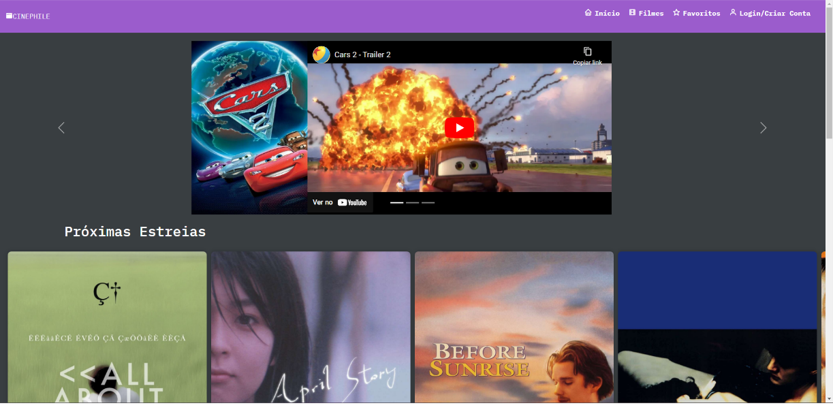 CINEPHILE
Início Filmes Favoritos Login/Criar Conta
Cars 2 - Trailer 2
Copiar link
Cars 2
Ver no YouTube
Próximas Estreias
<<ALL
ABOUT
April Story
BEFORE
SUNRISE